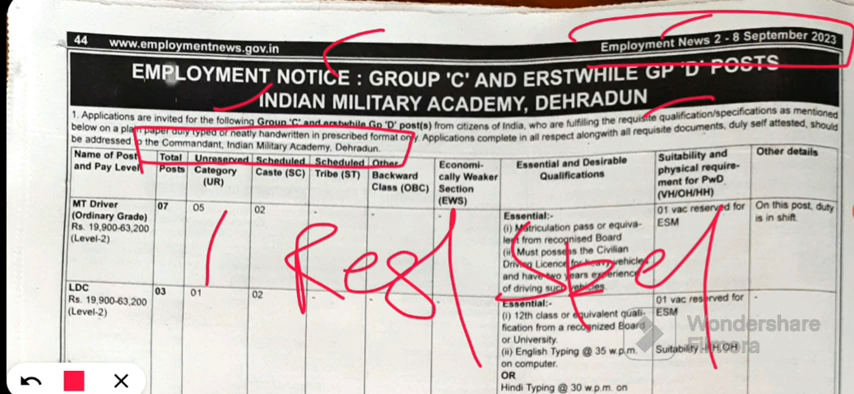 44 www.employmentnews.gov.in Employment News 2 - 8 September 2023
EMPLOYMENT NOTICE : GROUP 'C' AND ERSTWHILE GP 'D' POSTS
INDIAN MILITARY ACADEMY, DEHRADUN
1. Applications are invited for the following Group 'C' and erstwhile Gp 'D' post(s) from citizens of India, who are fulfilling the requisite qualification/specifications as mentioned
below on a plain paper duly typed or neatly handwritten in prescribed format only. Applications complete in all respect alongwith all requisite documents, duly self attested, should
be addressed to the Commandant, Indian Military Academy, Dehradun.
Name of Post
and Pay Level
Total
Posts
Unreserved
Category
(UR)
Scheduled
Caste (SC)
Scheduled
Tribe (ST)
Other
Backward
Class (OBC)
Economi-
cally Weaker
Section
(EWS)
Essential and Desirable
Qualifications
Suitability and
physical require-
ment for PwD
(VH/OH/HH)
Other details
MT Driver
(Ordinary Grade)
Rs. 19,900-63,200
(Level-2)
07
05
02
-
-
-
Essential:-
(i) Matriculation pass or equiva-
lent from recognised Board
(ii) Must possess the Civilian
Driving Licence for heavy vehicles
and have two years experience
of driving such vehicles.
01 vac reserved for
ESM
On this post, duty
is in shift.
LDC
Rs. 19,900-63,200
(Level-2)
03
01
02
-
-
-
Essential:-
(i) 12th class or equivalent quali-
fication from a recognized Board
or University.
(ii) English Typing @ 35 w.p.m.
on computer.
OR
Hindi Typing @ 30 w.p.m. on
01 vac reserved for
ESM
Suitability
-
Wondershare
Filmora